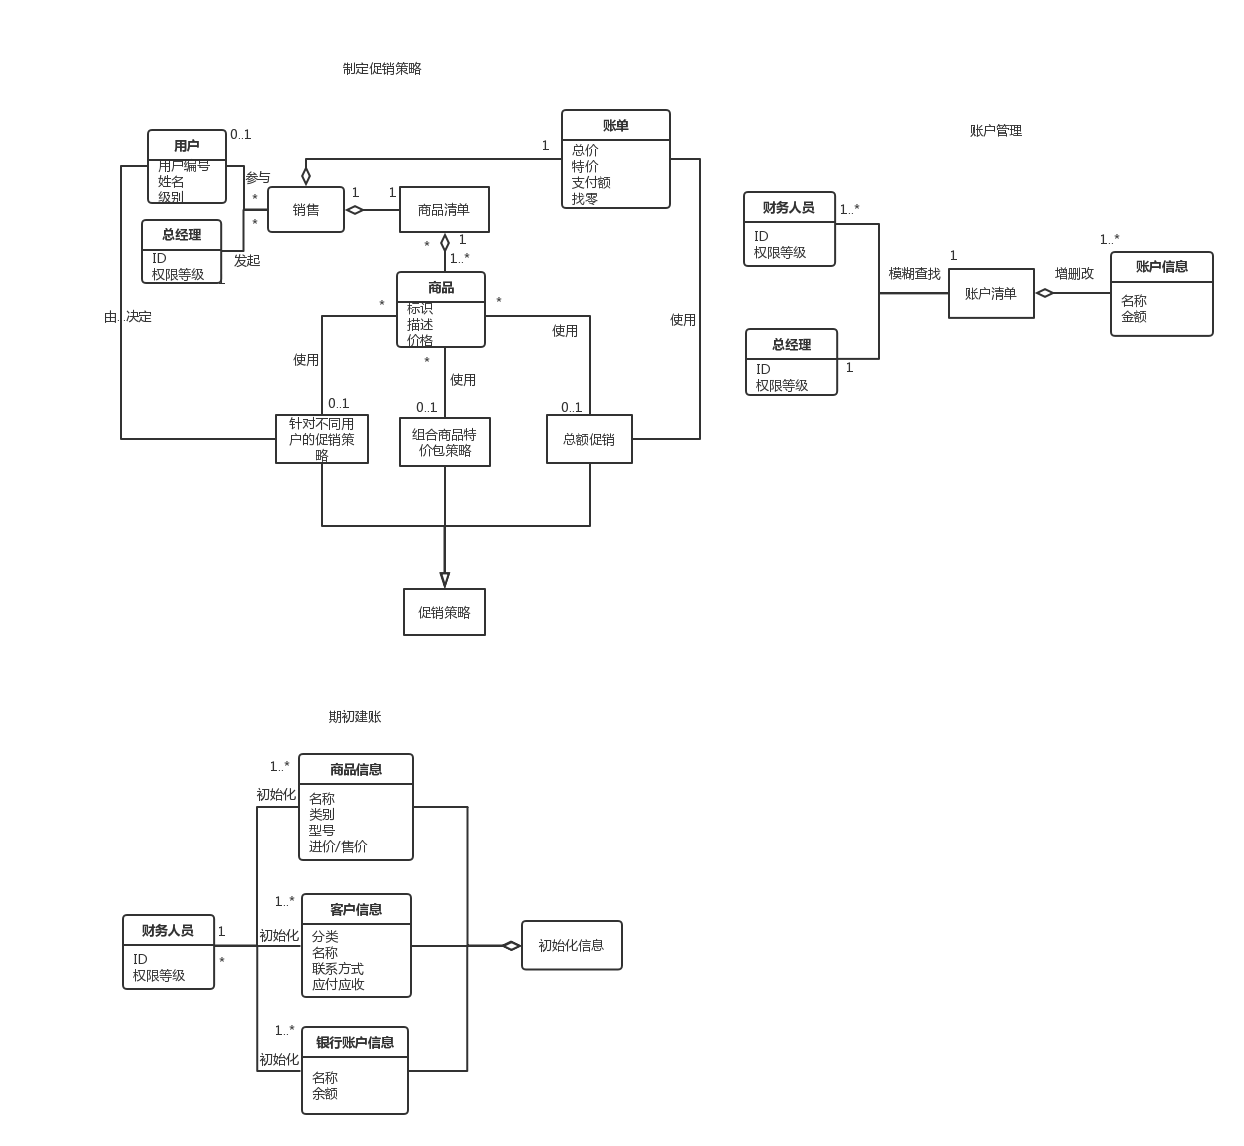 制定促销策略
用户
用户编号
姓名
级别
0..1
参与
*
*
总经理
ID
权限等级
1
发起
销售
1
1
商品清单
1
账单
总价
特价
支付额
找零
*
1
1..*
商品
标识
描述
价格
*
*
*
由...决定
使用
使用
使用
使用
0..1
0..1
0..1
针对不同用
户的促销策
略
组合商品特
价包策略
总额促销
促销策略
账户管理
财务人员
ID
权限等级
1..*
总经理
ID
权限等级
1
模糊查找
1
账户清单
增删改
1..*
账户信息
名称
金额
期初建账
1..*
初始化
商品信息
名称
类别
型号
进价/售价
财务人员
ID
权限等级
1
*
1..*
初始化
客户信息
分类
名称
联系方式
应付应收
初始化信息
1..*
初始化
银行账户信息
名称
余额